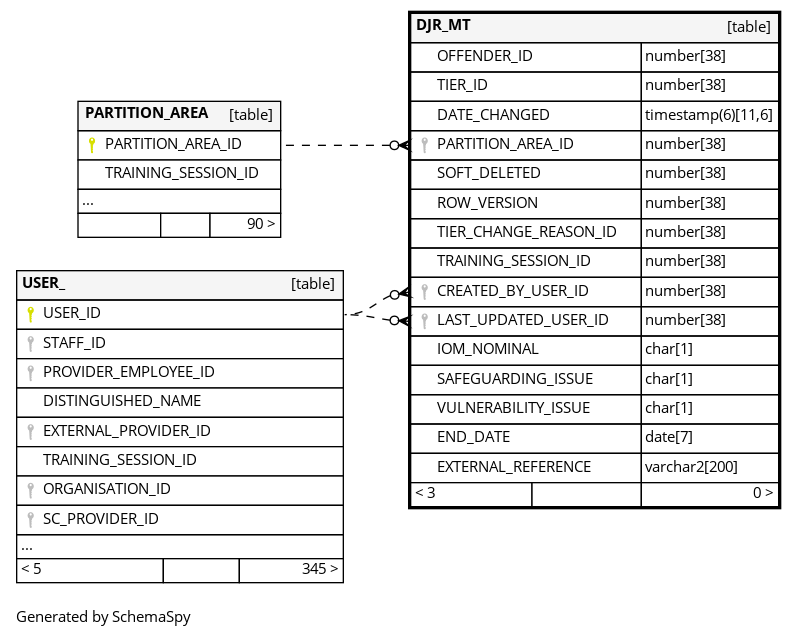 DJR_MT [table]
OFFENDER_ID number[38]
TIER_ID number[38]
DATE_CHANGED timestamp(6)[11,6]
PARTITION_AREA_ID number[38]
SOFT_DELETED number[38]
ROW_VERSION number[38]
TIER_CHANGE_REASON_ID number[38]
TRAINING_SESSION_ID number[38]
CREATED_BY_USER_ID number[38]
LAST_UPDATED_USER_ID number[38]
IOM_NOMINAL char[1]
SAFEGUARDING_ISSUE char[1]
VULNERABILITY_ISSUE char[1]
END_DATE date[7]
EXTERNAL_REFERENCE varchar2[200]
< 3 0 >
PARTITION_AREA [table]
PARTITION_AREA_ID
TRAINING_SESSION_ID
...
90 >
USER_ [table]
USER_ID
STAFF_ID
PROVIDER_EMPLOYEE_ID
DISTINGUISHED_NAME
EXTERNAL_PROVIDER_ID
TRAINING_SESSION_ID
ORGANISATION_ID
SC_PROVIDER_ID
...
< 5 345 >
Generated by SchemaSpy